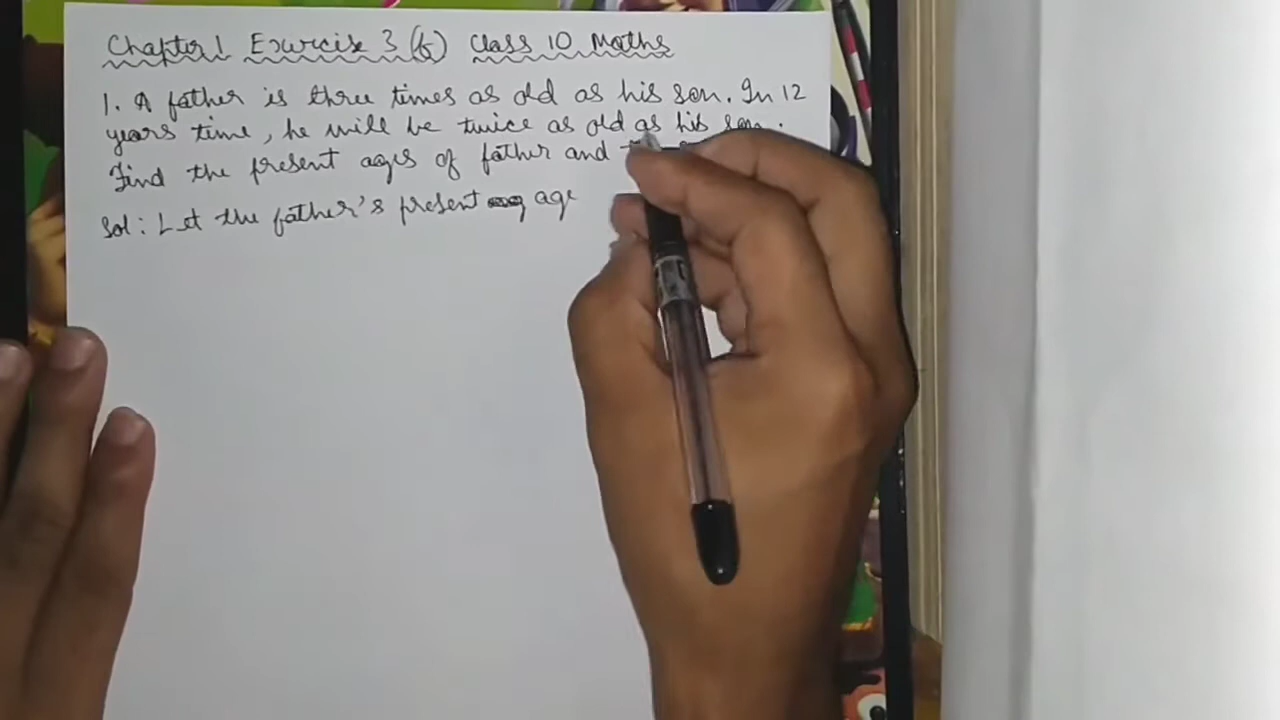 Chapter 1 Exercise 3 (b) Class 10 Maths
1. A father is three times as old as his son. In 12
years time, he will be twice as old as his son.
Find the present ages of father and
Sol: Let the father's present age